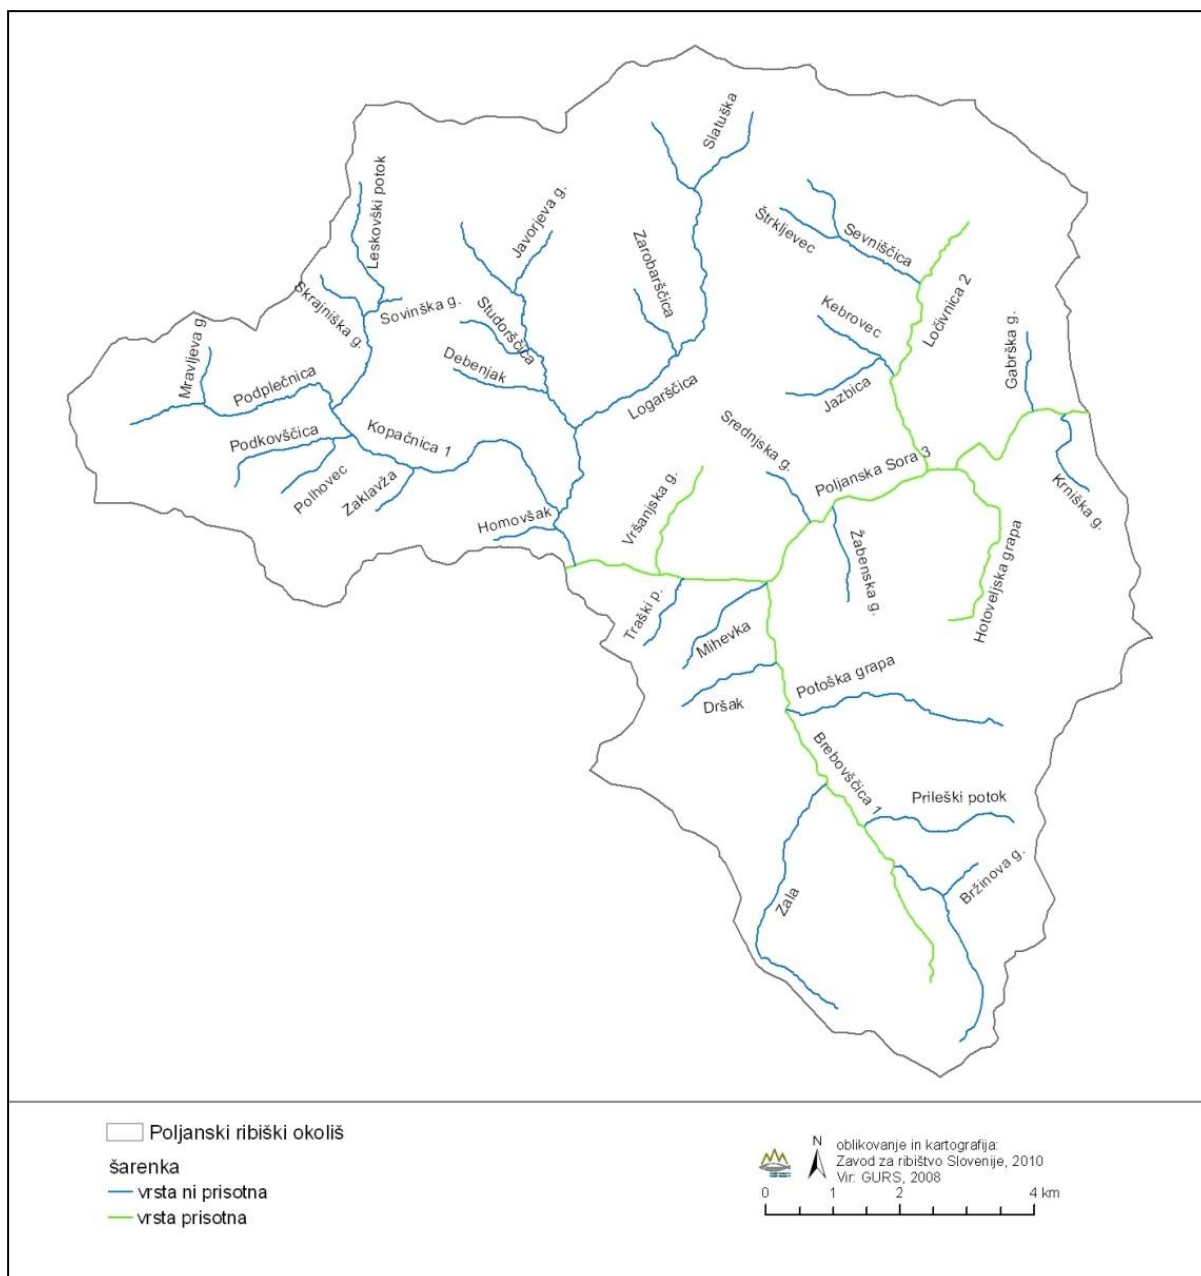 Slatuška
Leskovški potok
Javorjeva g.
Štrkljevec
Sevniščica
Zarobarščica
Skrajniška g.
Sovinška g.
Studorščica
Ločivnica 2
Kebrovec
Gabrška g.
Mravljeva g.
Debenjak
Podplečnica
Jazbica
Logarščica
Podkovščica
Kopačnica 1
Srednjska g.
Poljanska Sora 3
Polhovec
Zaklavža
Vršanjska g.
Krniška g.
Homovšak
Žabenska g.
Hotoveljska grapa
Traški p.
Mihevka
Potoška grapa
Dršak
Brebovščica 1
Prileški potok
Bržinova g.
Zala
Poljanski ribiški okoliš
šarenka
vrsta ni prisotna
vrsta prisotna
N
oblikovanje in kartografija:
Zavod za ribištvo Slovenije, 2010
Vir: GURS, 2008
0 1 2 4 km